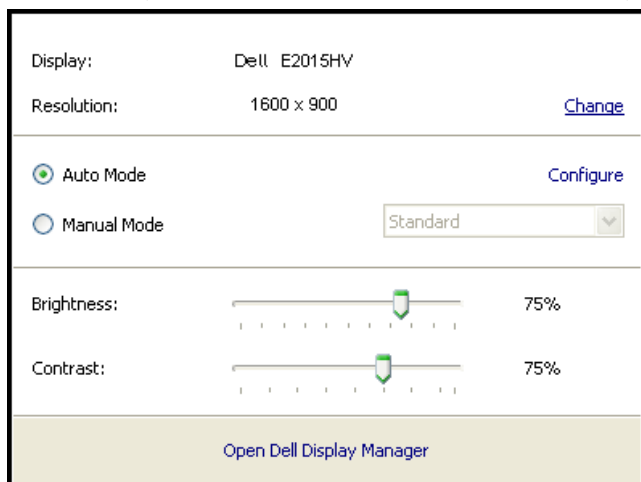 Display: Dell E2015HV
Resolution: 1600 x 900 Change
Auto Mode Configure
Manual Mode Standard
Brightness: 75%
Contrast: 75%
Open Dell Display Manager